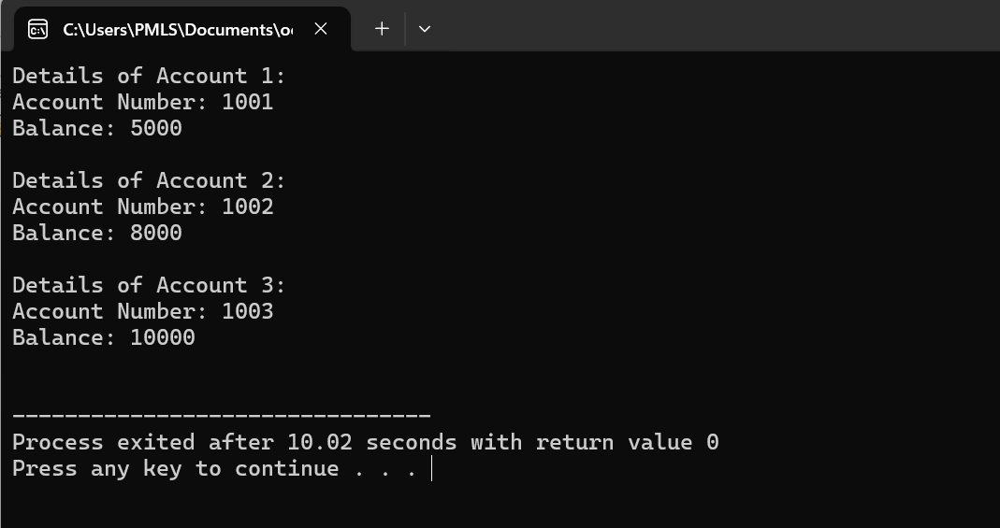 C:\Users\PMLS\Documents\o
Details of Account 1:
Account Number: 1001
Balance: 5000
Details of Account 2:
Account Number: 1002
Balance: 8000
Details of Account 3:
Account Number: 1003
Balance: 10000
--------------------------------
Process exited after 10.02 seconds with return value 0
Press any key to continue . . .